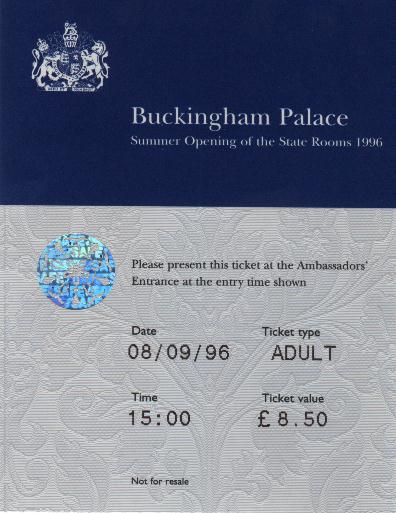 Buckingham Palace
Summer Opening of the State Rooms 1996
Please present this ticket at the Ambassadors'
Entrance at the entry time shown
Date
Ticket type
08/09/96
ADULT
Time
Ticket value
15:00
£8.50
Not for resale